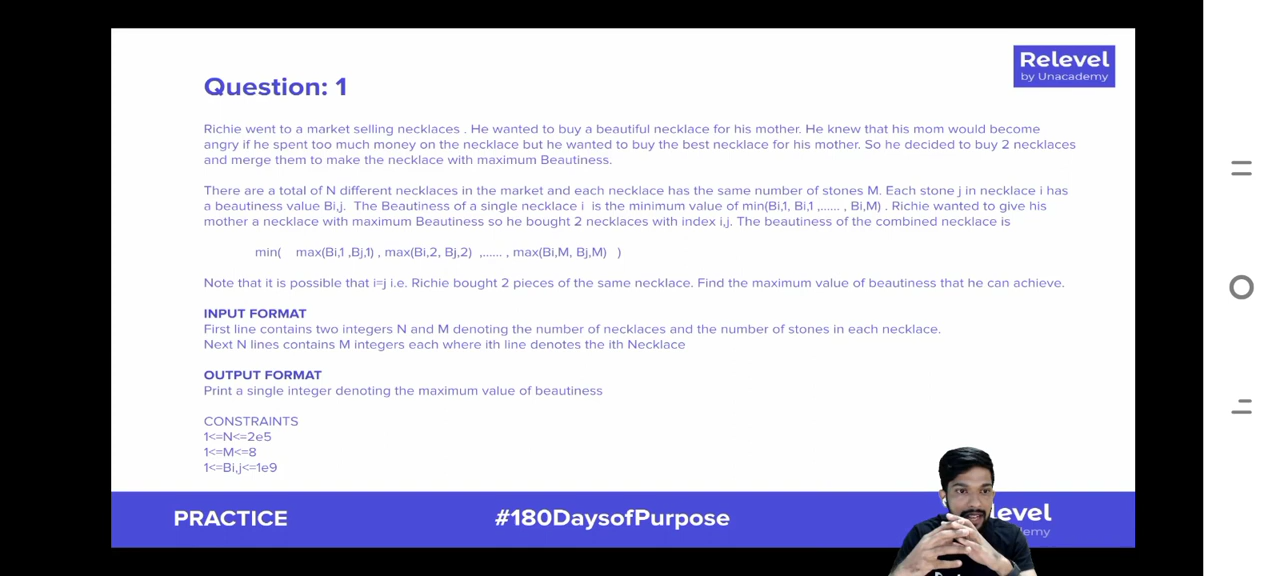 Relevel
by Unacademy
Question: 1
Richie went to a market selling necklaces . He wanted to buy a beautiful necklace for his mother. He knew that his mom would become
angry if he spent too much money on the necklace but he wanted to buy the best necklace for his mother. So he decided to buy 2 necklaces
and merge them to make the necklace with maximum Beautiness.
There are a total of N different necklaces in the market and each necklace has the same number of stones M. Each stone j in necklace i has
a beautiness value Bi,j. The Beautiness of a single necklace i is the minimum value of min(Bi,1, Bi,1 ,...... , Bi,M) . Richie wanted to give his
mother a necklace with maximum Beautiness so he bought 2 necklaces with index i,j. The beautiness of the combined necklace is
min( max(Bi,1 ,Bj,1) , max(Bi,2, Bj,2) ,...... , max(Bi,M, Bj,M) )
Note that it is possible that i=j i.e. Richie bought 2 pieces of the same necklace. Find the maximum value of beautiness that he can achieve.
INPUT FORMAT
First line contains two integers N and M denoting the number of necklaces and the number of stones in each necklace.
Next N lines contains M integers each where ith line denotes the ith Necklace
OUTPUT FORMAT
Print a single integer denoting the maximum value of beautiness
CONSTRAINTS
1<=N<=2e5
1<=M<=8
1<=Bi,j<=1e9
PRACTICE
#180DaysofPurpose